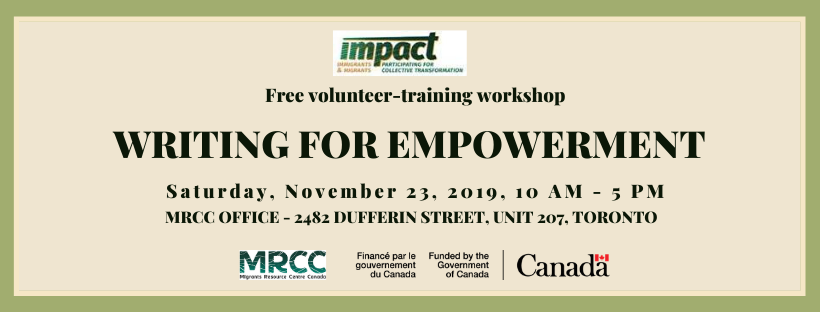 impact
IMMIGRANTS & MIGRANTS PARTICIPATING FOR COLLECTIVE TRANSFORMATION
Free volunteer-training workshop
WRITING FOR EMPOWERMENT
Saturday, November 23, 2019, 10 AM - 5 PM
MRCC OFFICE - 2482 DUFFERIN STREET, UNIT 207, TORONTO
MRCC
Migrants Resource Centre Canada
Financé par le
gouvernement
du Canada
Funded by the
Government
of Canada
Canada